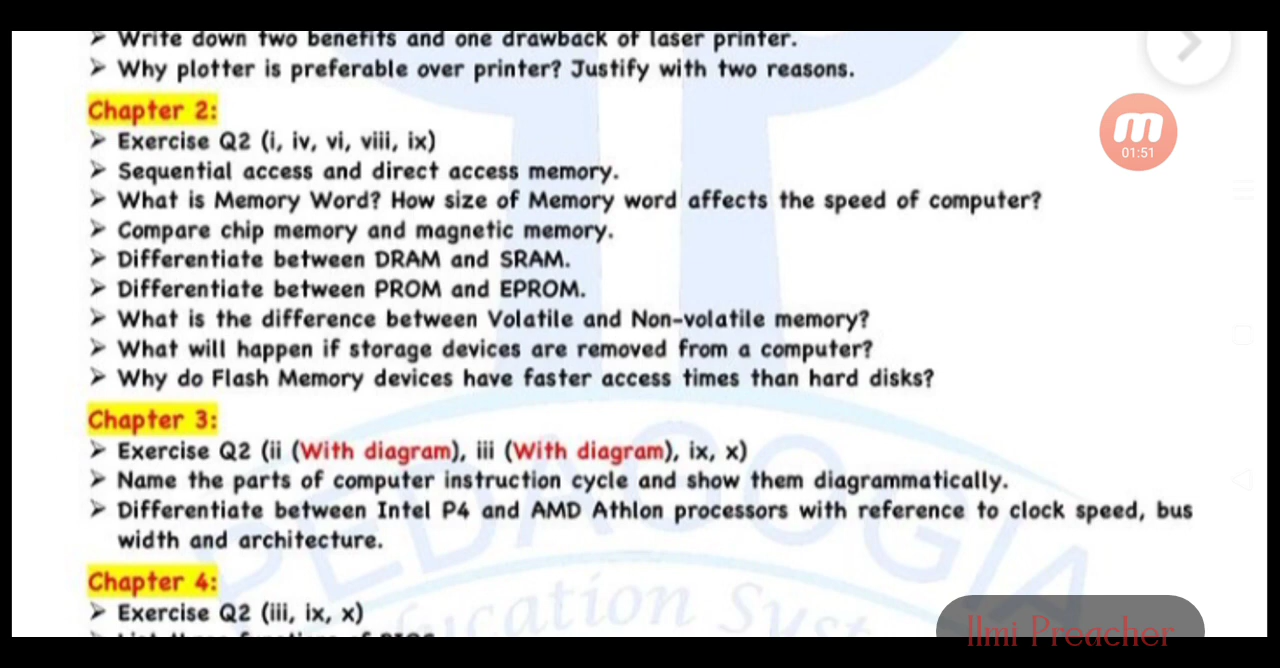 ➢ Write down two benefits and one drawback of laser printer.
➢ Why plotter is preferable over printer? Justify with two reasons.
Chapter 2:
➢ Exercise Q2 (i, iv, vi, viii, ix)
➢ Sequential access and direct access memory.
➢ What is Memory Word? How size of Memory word affects the speed of computer?
➢ Compare chip memory and magnetic memory.
➢ Differentiate between DRAM and SRAM.
➢ Differentiate between PROM and EPROM.
➢ What is the difference between Volatile and Non-volatile memory?
➢ What will happen if storage devices are removed from a computer?
➢ Why do Flash Memory devices have faster access times than hard disks?
Chapter 3:
➢ Exercise Q2 (ii (With diagram), iii (With diagram), ix, x)
➢ Name the parts of computer instruction cycle and show them diagrammatically.
➢ Differentiate between Intel P4 and AMD Athlon processors with reference to clock speed, bus
width and architecture.
Chapter 4:
➢ Exercise Q2 (iii, ix, x)
01:51
PEDAGOGIA
Ilmi Preacher